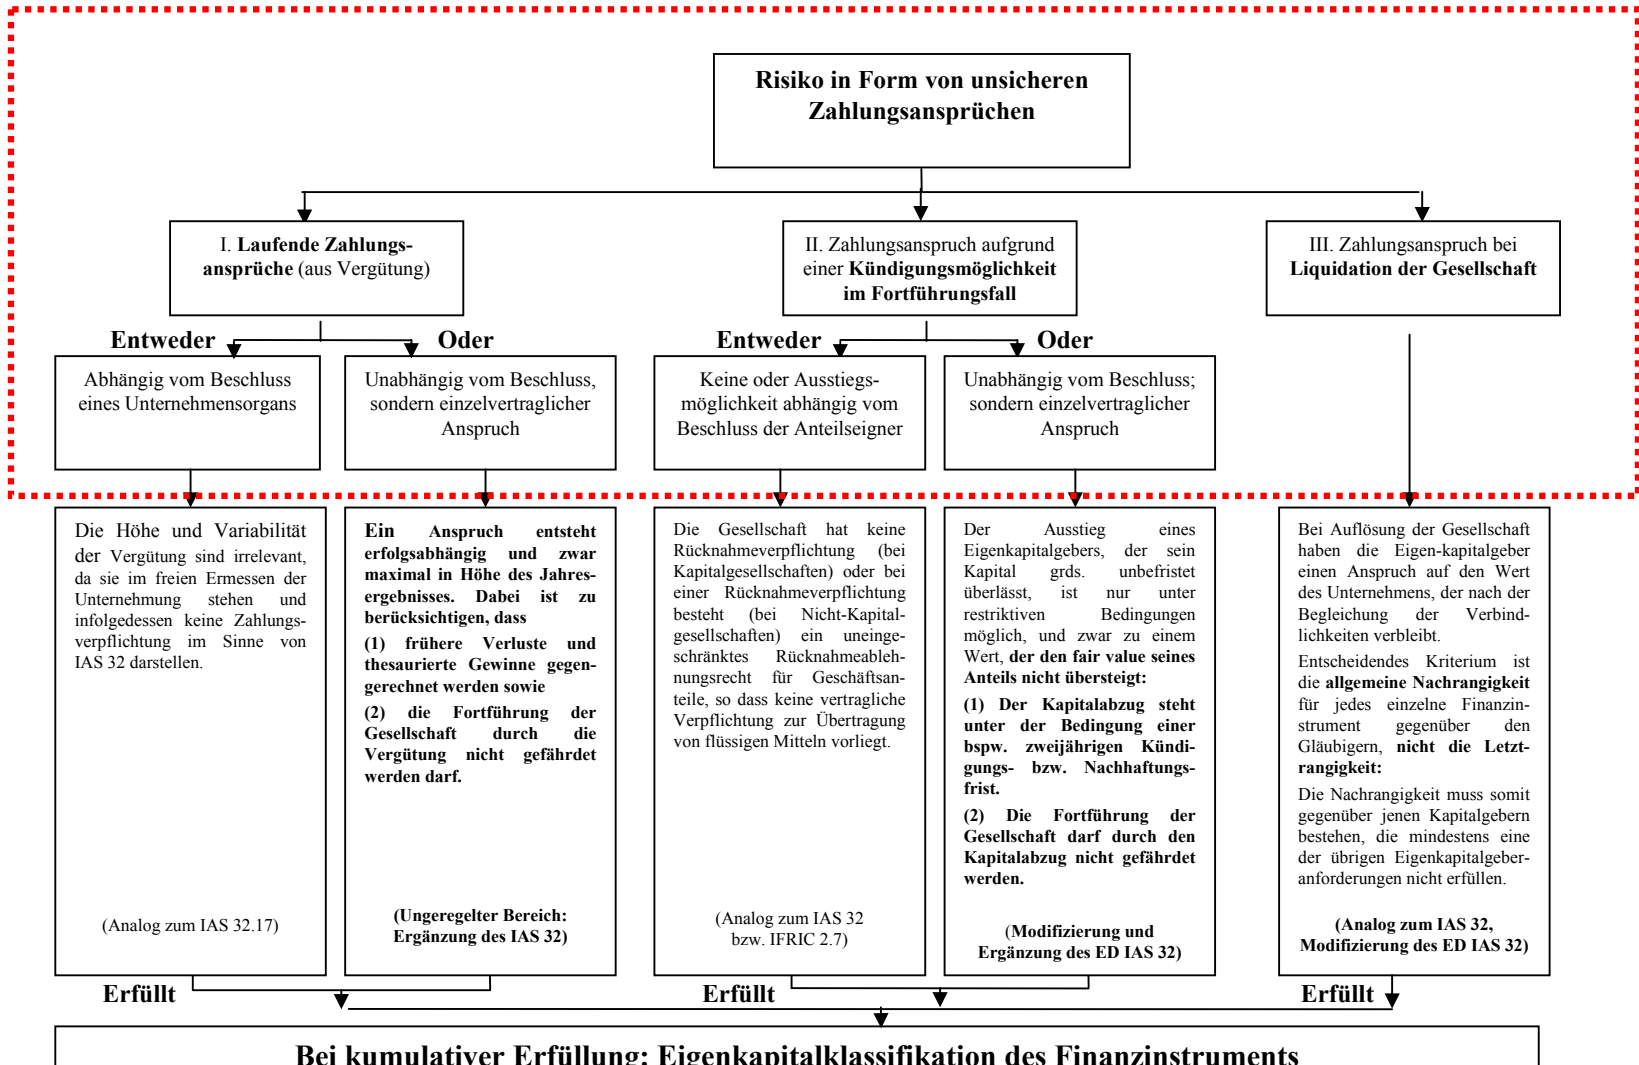 Risiko in Form von unsicheren
Zahlungsansprüchen
I. Laufende Zahlungs-
ansprüche (aus Vergütung)
II. Zahlungsanspruch aufgrund
einer Kündigungsmöglichkeit
im Fortführungsfall
III. Zahlungsanspruch bei
Liquidation der Gesellschaft
Entweder
Oder
Entweder
Oder
Abhängig vom Beschluss
eines Unternehmensorgans
Unabhängig vom Beschluss,
sondern einzelvertraglicher
Anspruch
Keine oder Ausstiegs-
möglichkeit abhängig vom
Beschluss der Anteilseigner
Unabhängig vom Beschluss;
sondern einzelvertraglicher
Anspruch
Die Höhe und Variabilität
der Vergütung sind irrelevant,
da sie im freien Ermessen der
Unternehmung stehen und
infolgedessen keine Zahlungs-
verpflichtung im Sinne von
IAS 32 darstellen.
(Analog zum IAS 32.17)
Ein Anspruch entsteht
erfolgsabhängig und zwar
maximal in Höhe des Jahres-
ergebnisses. Dabei ist zu
berücksichtigen, dass
(1) frühere Verluste und
thesaurierte Gewinne gegen-
gerechnet werden sowie
(2) die Fortführung der
Gesellschaft durch die
Vergütung nicht gefährdet
werden darf.
(Ungeregelter Bereich:
Ergänzung des IAS 32)
Die Gesellschaft hat keine
Rücknahmeverpflichtung (bei
Kapitalgesellschaften) oder bei
einer Rücknahmeverpflichtung
besteht (bei Nicht-Kapital-
gesellschaften) ein uneinge-
schränktes Rücknahmeableh-
nungsrecht für Geschäftsan-
teile, so dass keine vertragliche
Verpflichtung zur Übertragung
von flüssigen Mitteln vorliegt.
(Analog zum IAS 32
bzw. IFRIC 2.7)
Der Ausstieg eines
Eigenkapitalgebers, der sein
Kapital grds. unbefristet
überlässt, ist nur unter
restriktiven Bedingungen
möglich, und zwar zu einem
Wert, der den fair value seines
Anteils nicht übersteigt:
(1) Der Kapitalabzug steht
unter der Bedingung einer
bspw. zweijährigen Kündi-
gungs- bzw. Nachhaftungs-
frist.
(2) Die Fortführung der
Gesellschaft darf durch den
Kapitalabzug nicht gefährdet
werden.
(Modifizierung und
Ergänzung des ED IAS 32)
Bei Auflösung der Gesellschaft
haben die Eigen-kapitalgeber
einen Anspruch auf den Wert
des Unternehmens, der nach der
Begleichung der Verbind-
lichkeiten verbleibt.
Entscheidendes Kriterium ist
die allgemeine Nachrangigkeit
für jedes einzelne Finanzin-
strument gegenüber den
Gläubigern, nicht die Letzt-
rangigkeit:
Die Nachrangigkeit muss somit
gegenüber jenen Kapitalgebern
bestehen, die mindestens eine
der übrigen Eigenkapitalgeber-
anforderungen nicht erfüllen.
(Analog zum IAS 32,
Modifizierung des ED IAS 32)
Erfüllt
Erfüllt
Erfüllt
Bei kumulativer Erfüllung: Eigenkapitalklassifikation des Finanzinstruments